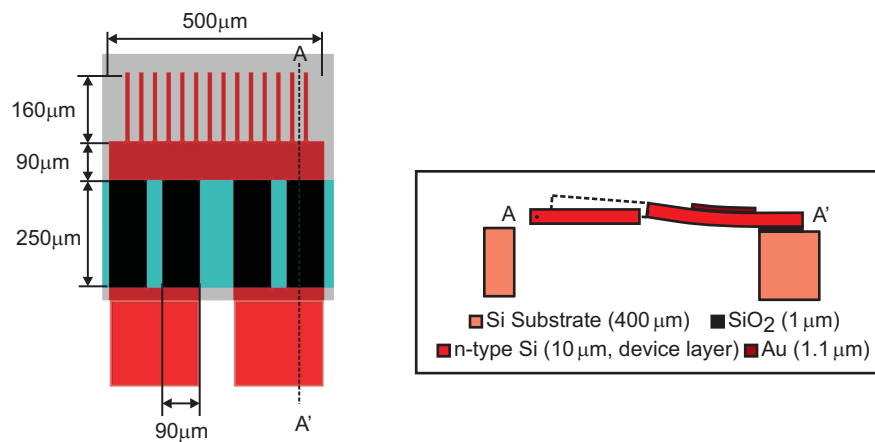 500μm
A
160μm
90μm
250μm
90μm
A'
A
A'
Si Substrate (400 μm)
SiO2 (1 μm)
n-type Si (10 μm, device layer)
Au (1.1 μm)